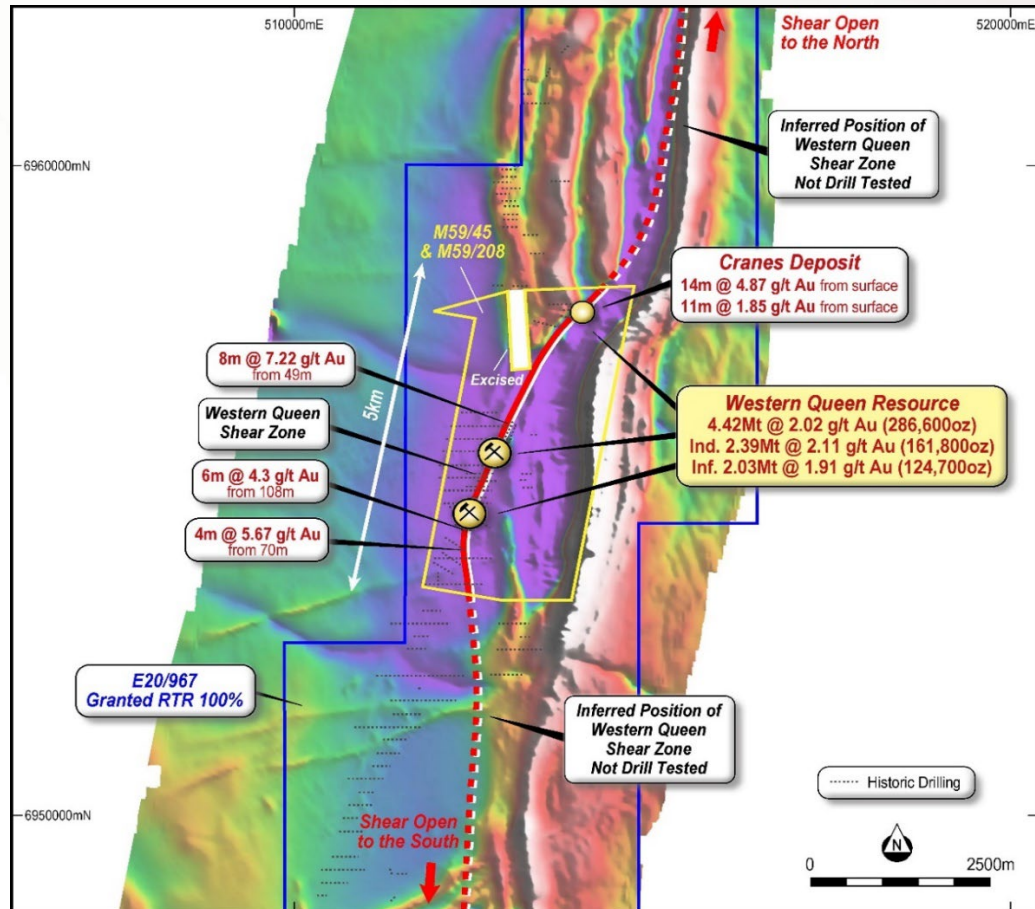 510000mE
520000mE
Shear Open
to the North
Inferred Position of
Western Queen
Shear Zone
Not Drill Tested
6960000mN
M59/45
& M59/208
Cranes Deposit
14m @ 4.87 g/t Au from surface
11m @ 1.85 g/t Au from surface
8m @ 7.22 g/t Au
from 49m
5km
Excised
Western Queen
Shear Zone
Western Queen Resource
4.42Mt @ 2.02 g/t Au (286,600oz)
Ind. 2.39Mt @ 2.11 g/t Au (161,800oz)
Inf. 2.03Mt @ 1.91 g/t Au (124,700oz)
6m @ 4.3 g/t Au
from 108m
4m @ 5.67 g/t Au
from 70m
E20/967
Granted RTR 100%
Inferred Position of
Western Queen
Shear Zone
Not Drill Tested
Historic Drilling
6950000mN
Shear Open
to the South
N
0
2500m